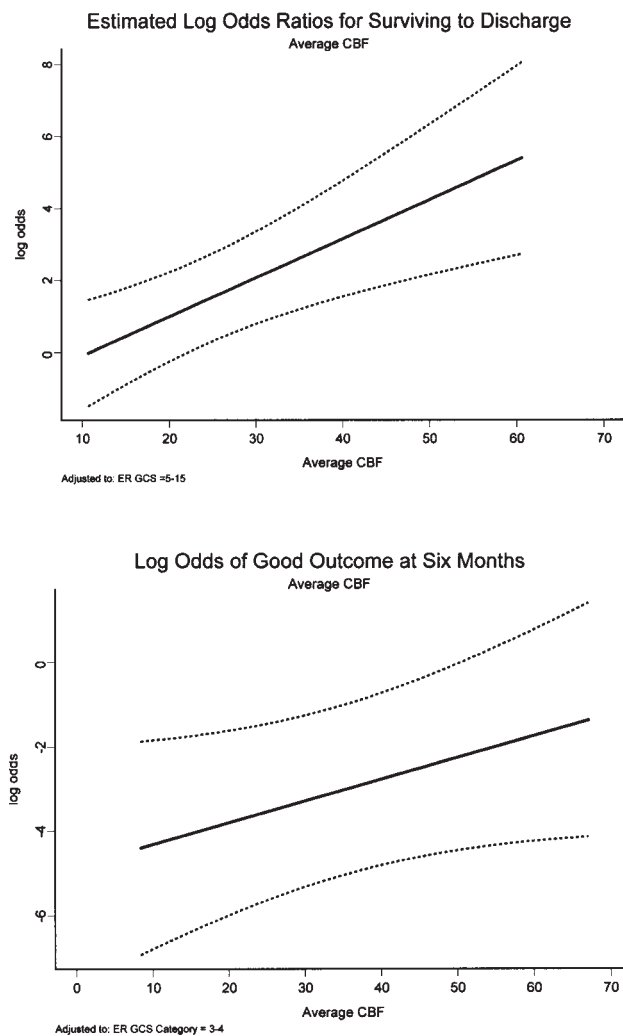 Estimated Log Odds Ratios for Surviving to Discharge
Average CBF
8
6
4
2
0
log odds
10 20 30 40 50 60 70
Average CBF
Adjusted to: ER GCS =5-15
Log Odds of Good Outcome at Six Months
Average CBF
0
-2
-4
-6
log odds
0 10 20 30 40 50 60 70
Average CBF
Adjusted to: ER GCS Category = 3-4